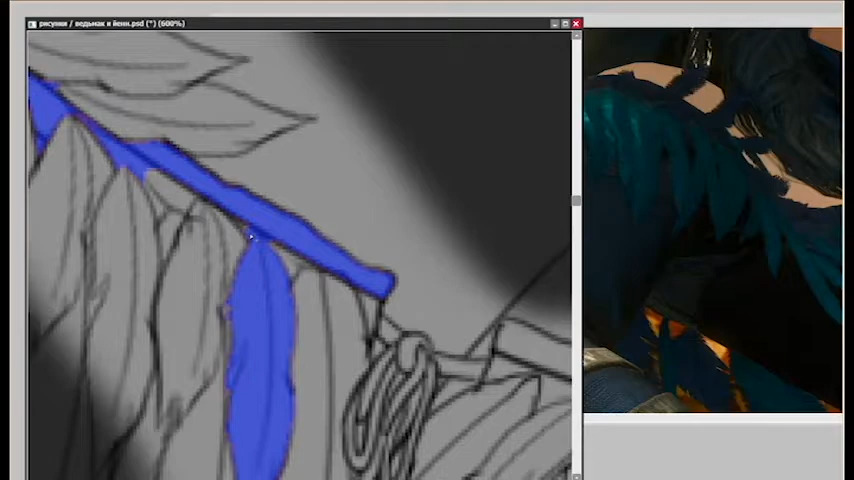 рисунки / ведьмак и йенн.psd (*) (600%)